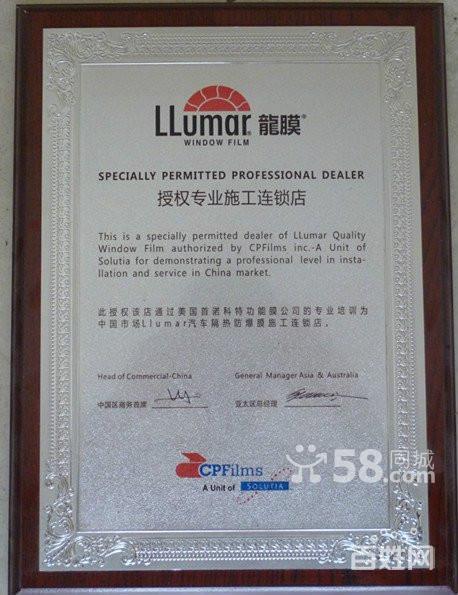 LLumar® 龍膜®
WINDOW FILM
SPECIALLY PERMITTED PROFESSIONAL DEALER
授权专业施工连锁店
This is a specially permitted dealer of LLumar Quality
Window Film authorized by CPFilms inc.-A Unit of
Solutia for demonstrating a professional level in insta-
llation and service in China market.
此授权该店通过美国首诺科特功能膜公司的专业培训为
中国市场Llumar汽车隔热防爆膜施工连锁店。
Head of Commercial-China General Manager Asia & Australia
中国区商务首席 亚太区总经理
CPFilms
A Unit of SOLUTIA
58同城
.com
百姓网